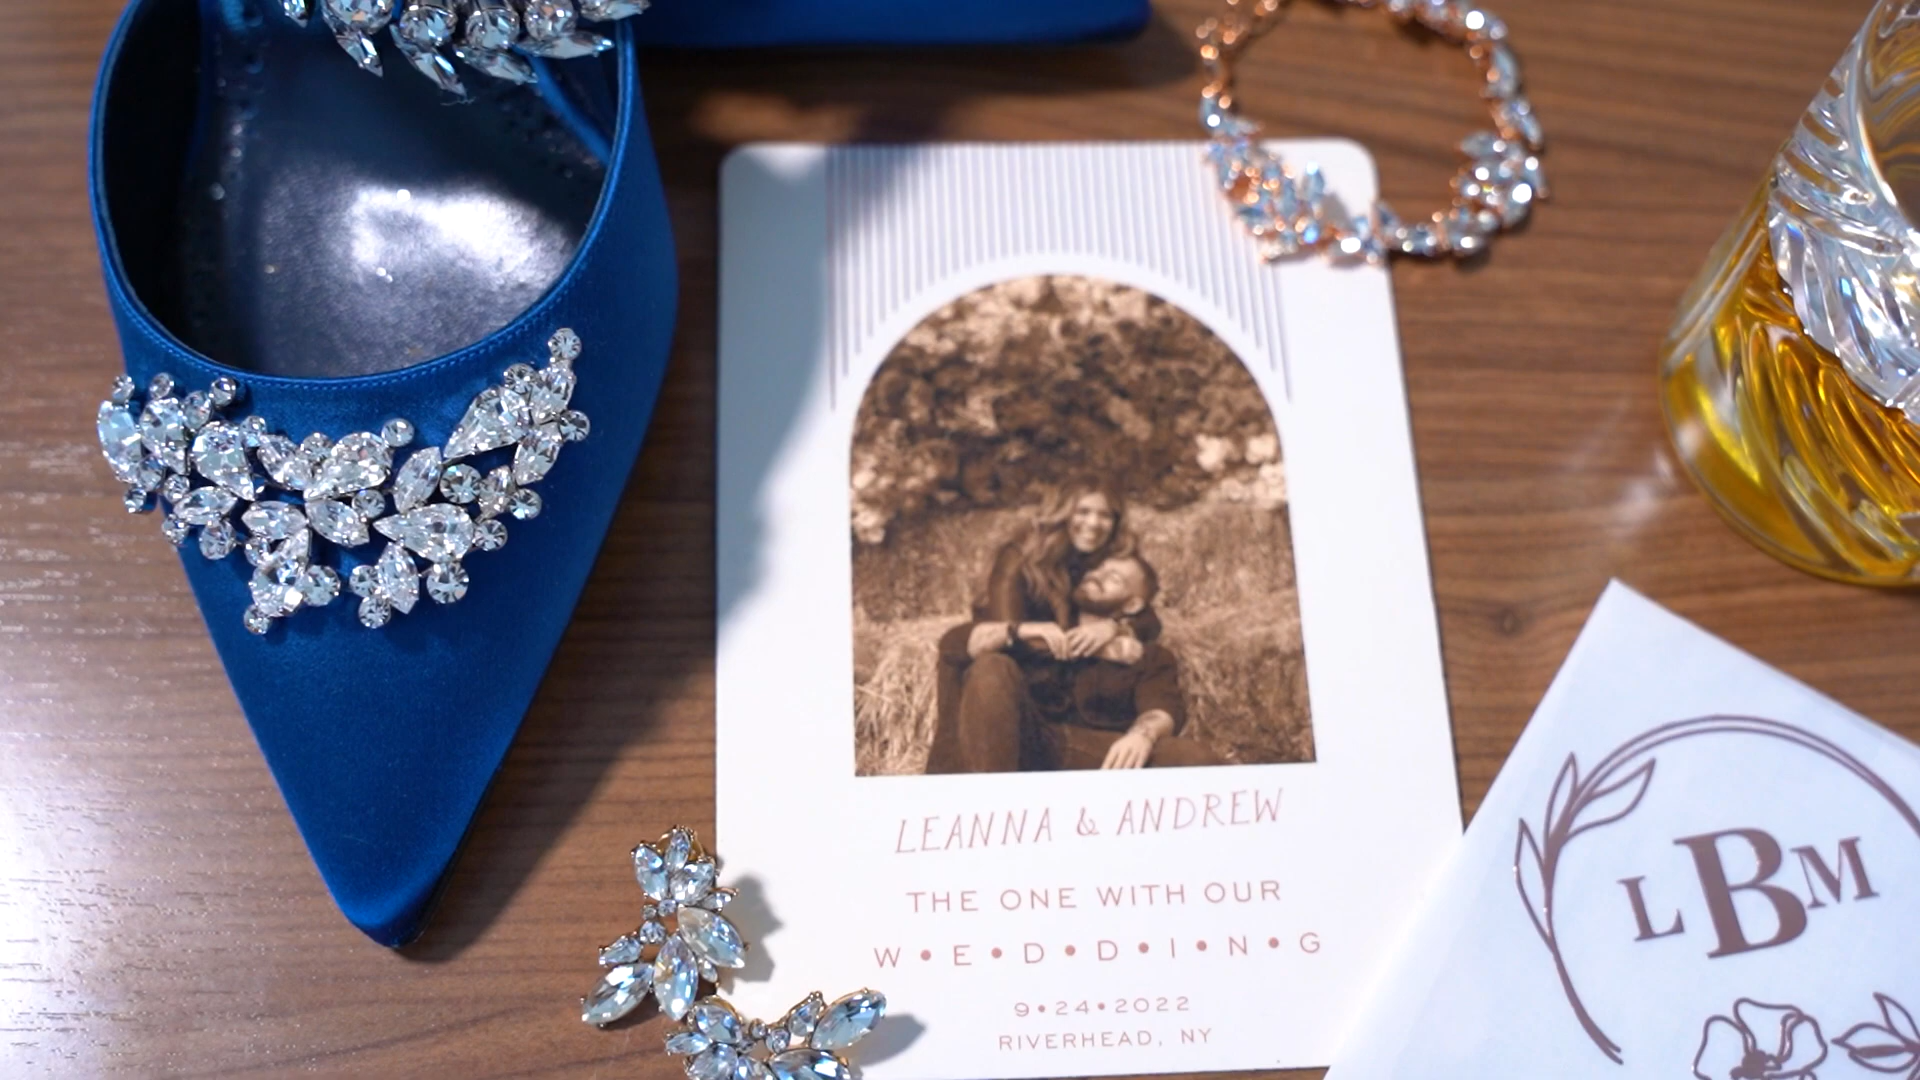 LEANNA & ANDREW
THE ONE WITH OUR
W•E•D•D•I•N•G
9•24•2022
RIVERHEAD, NY
LBM